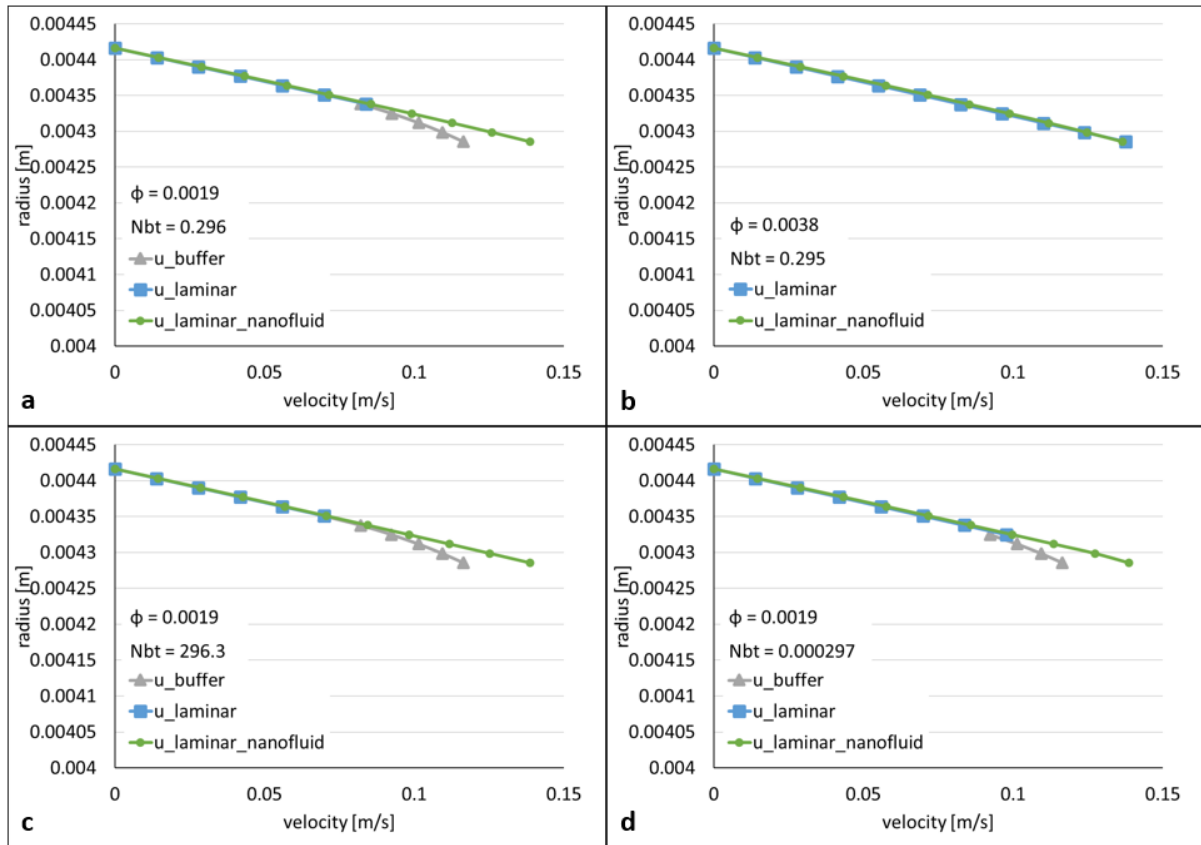 0.00445
0.0044
0.00435
0.0043
0.00425
0.0042
0.00415
0.0041
0.00405
0.004
radius [m]
ϕ = 0.0019
Nbt = 0.296
u_buffer
u_laminar
u_laminar_nanofluid
0 0.05 0.1 0.15
velocity [m/s]
a
0.00445
0.0044
0.00435
0.0043
0.00425
0.0042
0.00415
0.0041
0.00405
0.004
radius [m]
ϕ = 0.0038
Nbt = 0.295
u_laminar
u_laminar_nanofluid
0 0.05 0.1 0.15
velocity [m/s]
b
0.00445
0.0044
0.00435
0.0043
0.00425
0.0042
0.00415
0.0041
0.00405
0.004
radius [m]
ϕ = 0.0019
Nbt = 296.3
u_buffer
u_laminar
u_laminar_nanofluid
0 0.05 0.1 0.15
velocity [m/s]
c
0.00445
0.0044
0.00435
0.0043
0.00425
0.0042
0.00415
0.0041
0.00405
0.004
radius [m]
ϕ = 0.0019
Nbt = 0.000297
u_buffer
u_laminar
u_laminar_nanofluid
0 0.05 0.1 0.15
velocity [m/s]
d